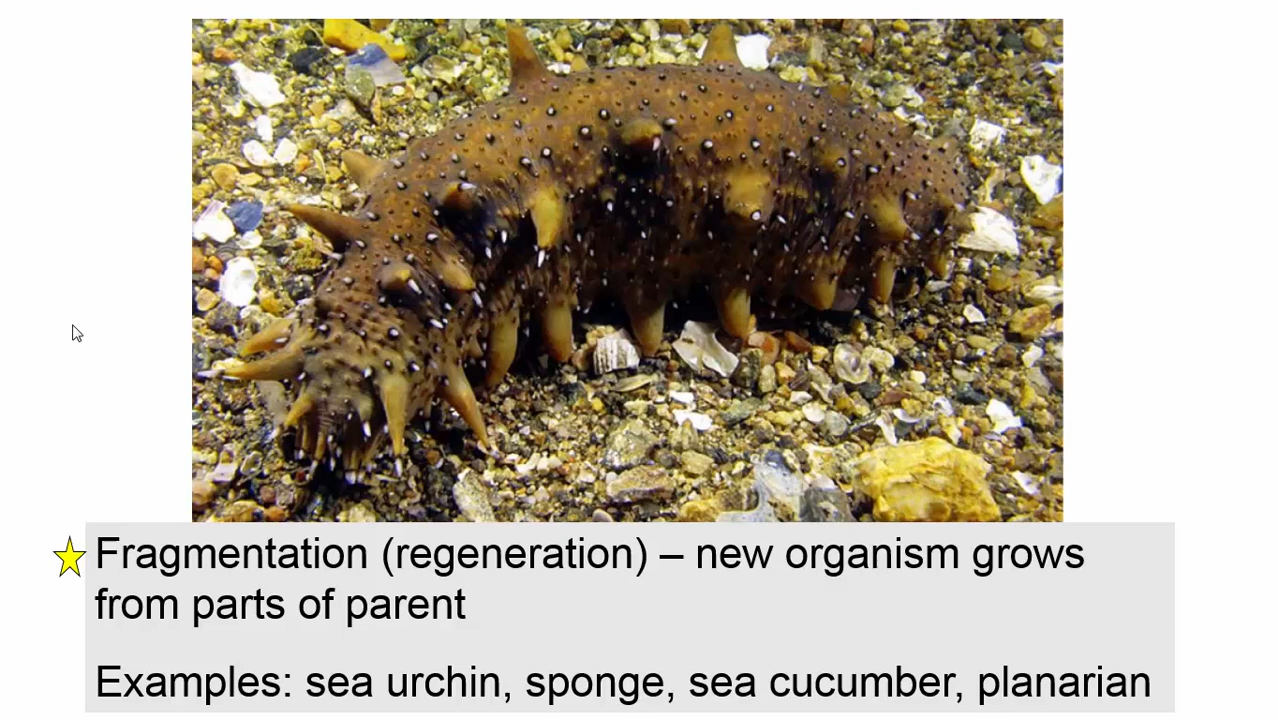 Fragmentation (regeneration) – new organism grows
from parts of parent
Examples: sea urchin, sponge, sea cucumber, planarian